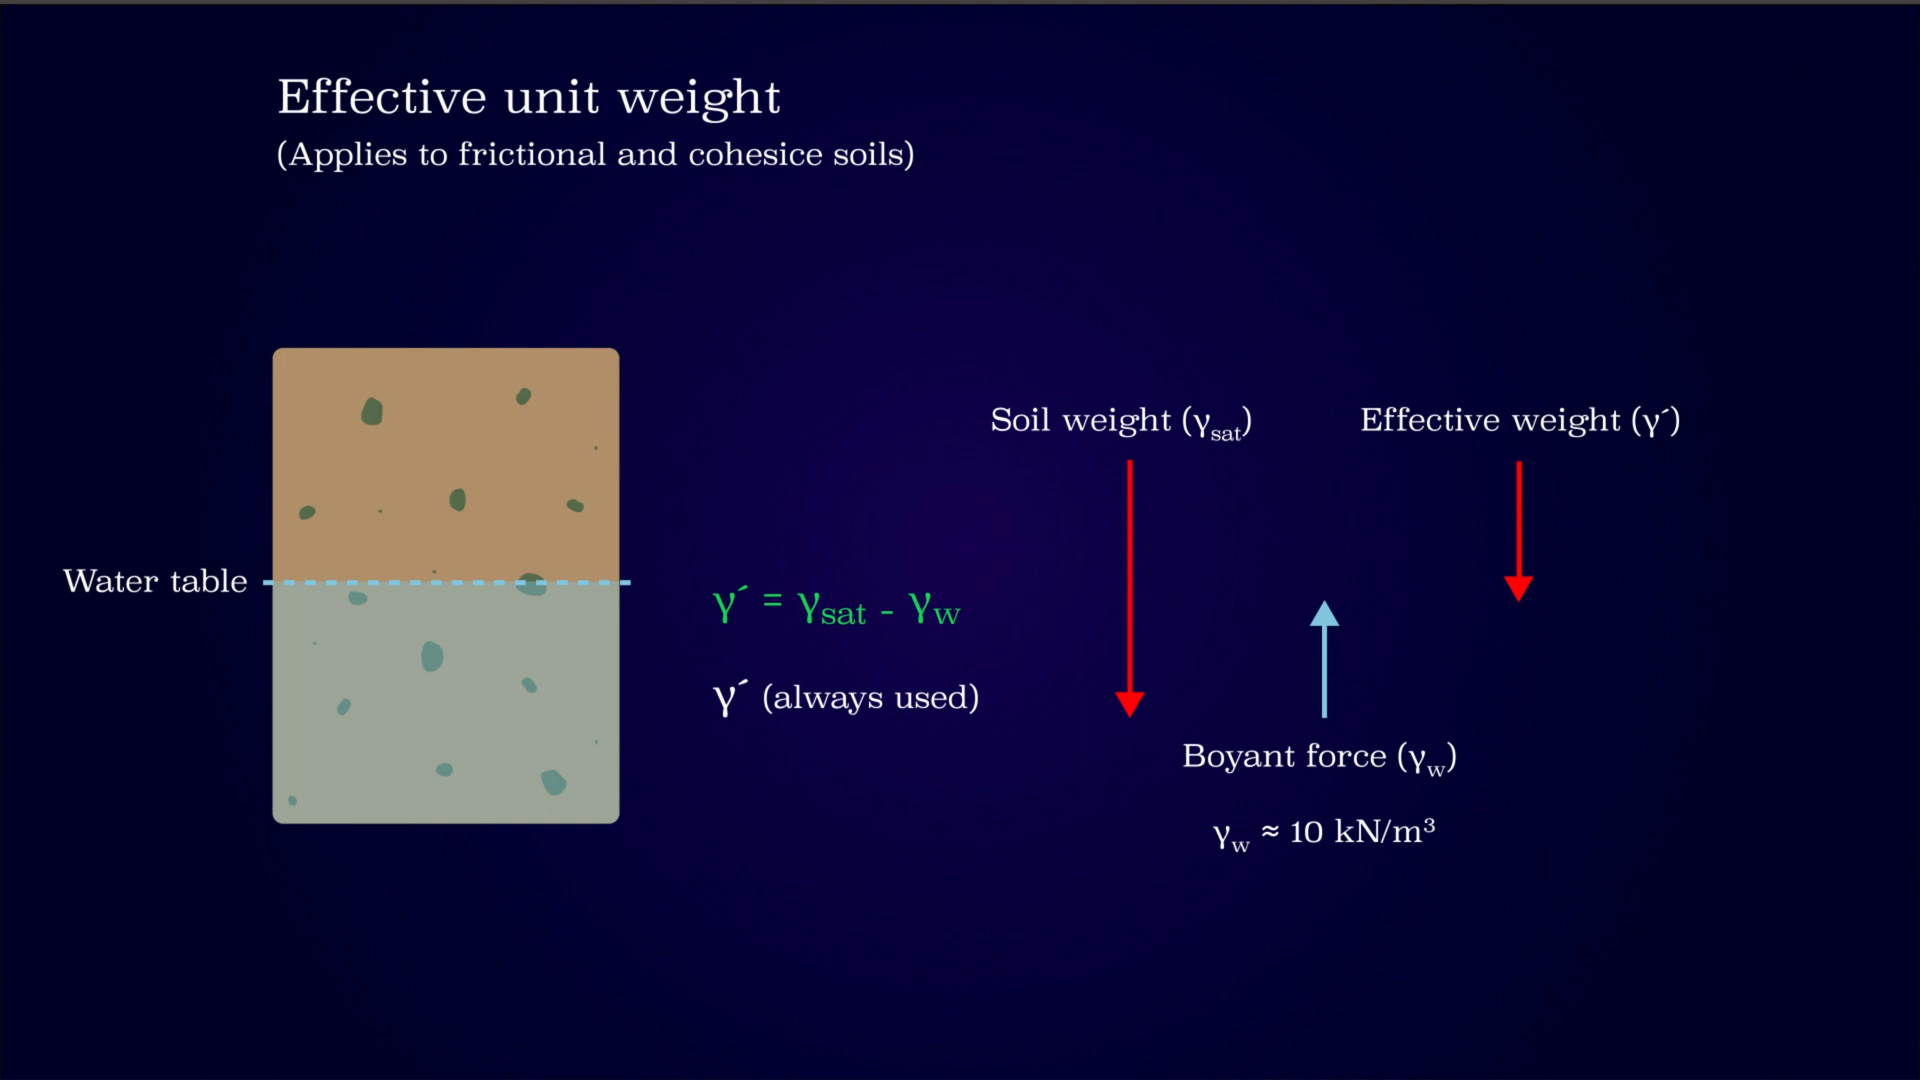 Effective unit weight
(Applies to frictional and cohesice soils)
Soil weight (γsat)
Effective weight (γ´)
Water table
γ´ = γsat - γw
γ´ (always used)
Boyant force (γw)
γw ≈ 10 kN/m³